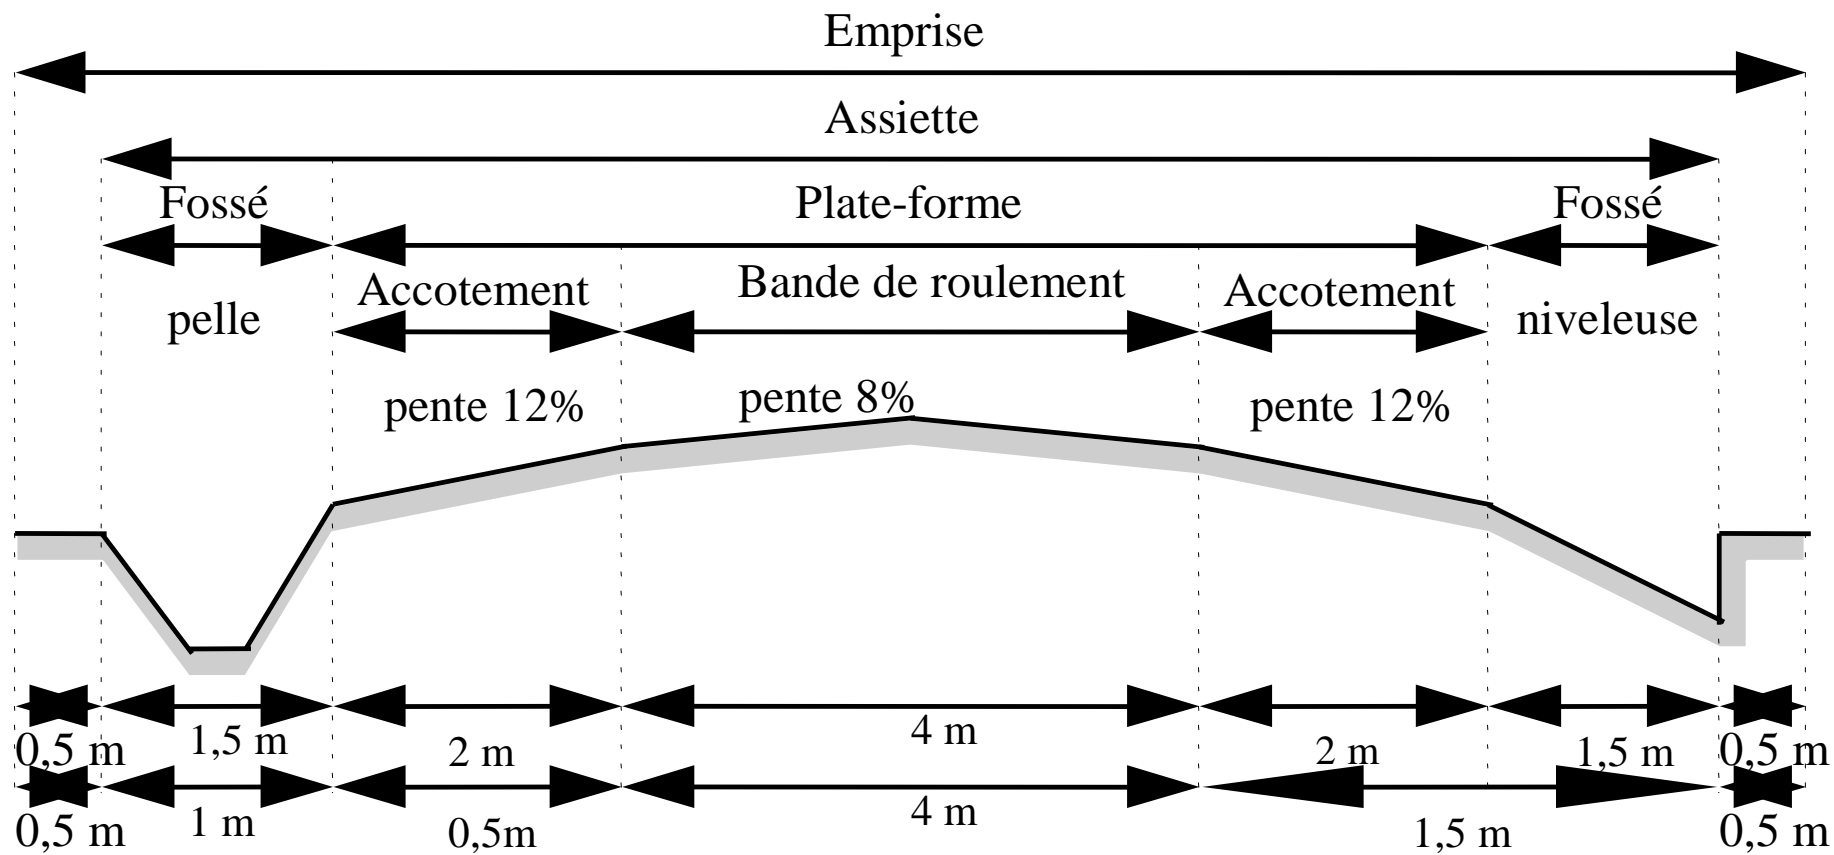 Emprise
Assiette
Fossé Plate-forme Fossé
Accotement Bande de roulement Accotement
pelle niveleuse
pente 12% pente 8% pente 12%
0,5 m 1,5 m 2 m 4 m 2 m 1,5 m 0,5 m
0,5 m 1 m 0,5m 4 m 1,5 m 0,5 m